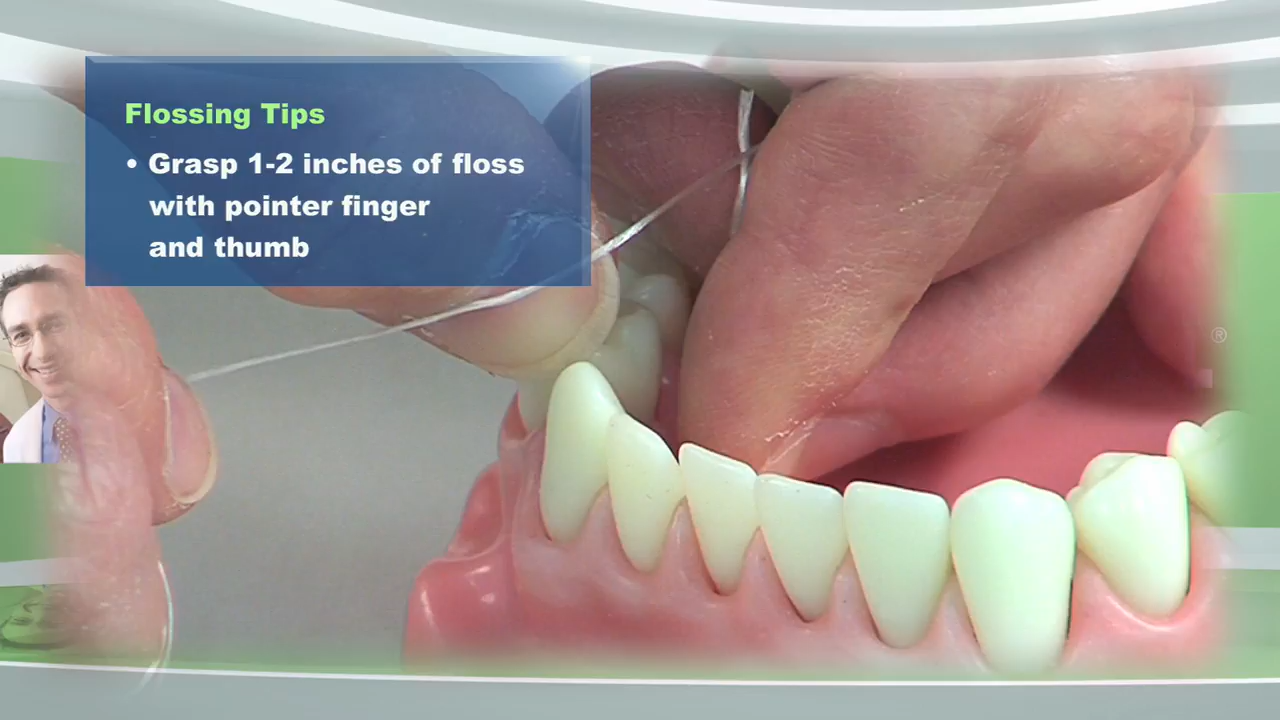 Flossing Tips
• Grasp 1-2 inches of floss
with pointer finger
and thumb
®